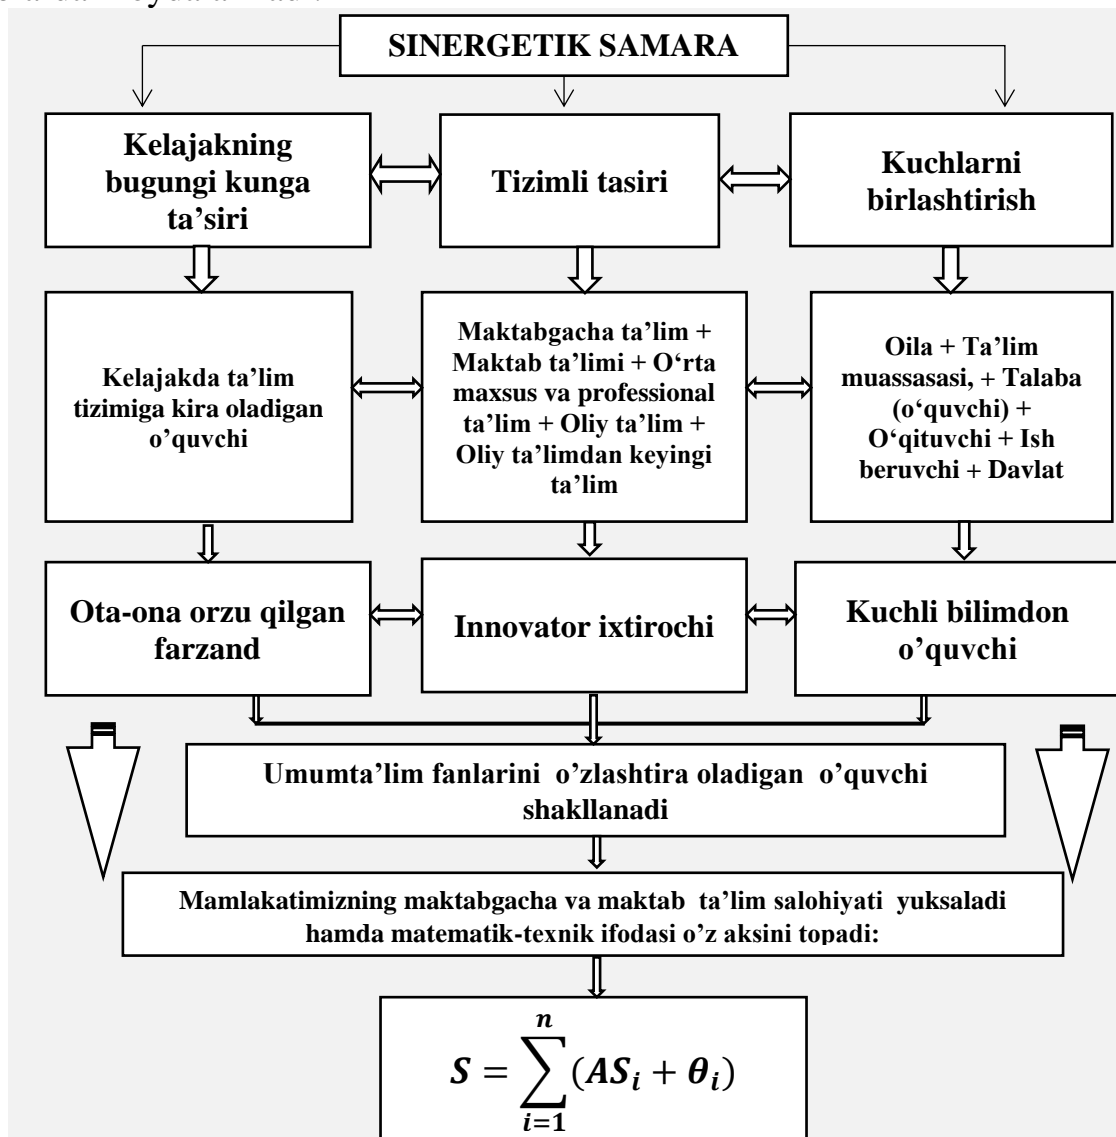 SINERGETIK SAMARA
Kelajakning
bugungi kunga
ta’siri
Tizimli tasiri
Kuchlarni
birlashtirish
Kelajakda ta’lim
tizimiga kira oladigan
o’quvchi
Maktabgacha ta’lim +
Maktab ta’limi + O‘rta
maxsus va professional
ta’lim + Oliy ta’lim +
Oliy ta’limdan keyingi
ta’lim
Oila + Ta’lim
muassasasi, + Talaba
(o‘quvchi) +
O‘qituvchi + Ish
beruvchi + Davlat
Ota-ona orzu qilgan
farzand
Innovator ixtirochi
Kuchli bilimdon
o’quvchi
Umumta’lim fanlarini o’zlashtira oladigan o’quvchi
shakllanadi
Mamlakatimizning maktabgacha va maktab ta’lim salohiyati yuksaladi
hamda matematik-texnik ifodasi o’z aksini topadi:
S = ∑_{i=1}^{n} (AS_i + θ_i)